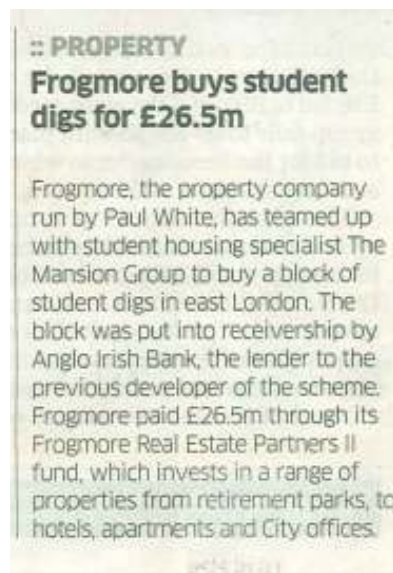 :: PROPERTY
Frogmore buys student
digs for £26.5m
Frogmore, the property company
run by Paul White, has teamed up
with student housing specialist The
Mansion Group to buy a block of
student digs in east London. The
block was put into receivership by
Anglo Irish Bank, the lender to the
previous developer of the scheme.
Frogmore paid £26.5m through its
Frogmore Real Estate Partners II
fund, which invests in a range of
properties from retirement parks, to
hotels, apartments and City offices.